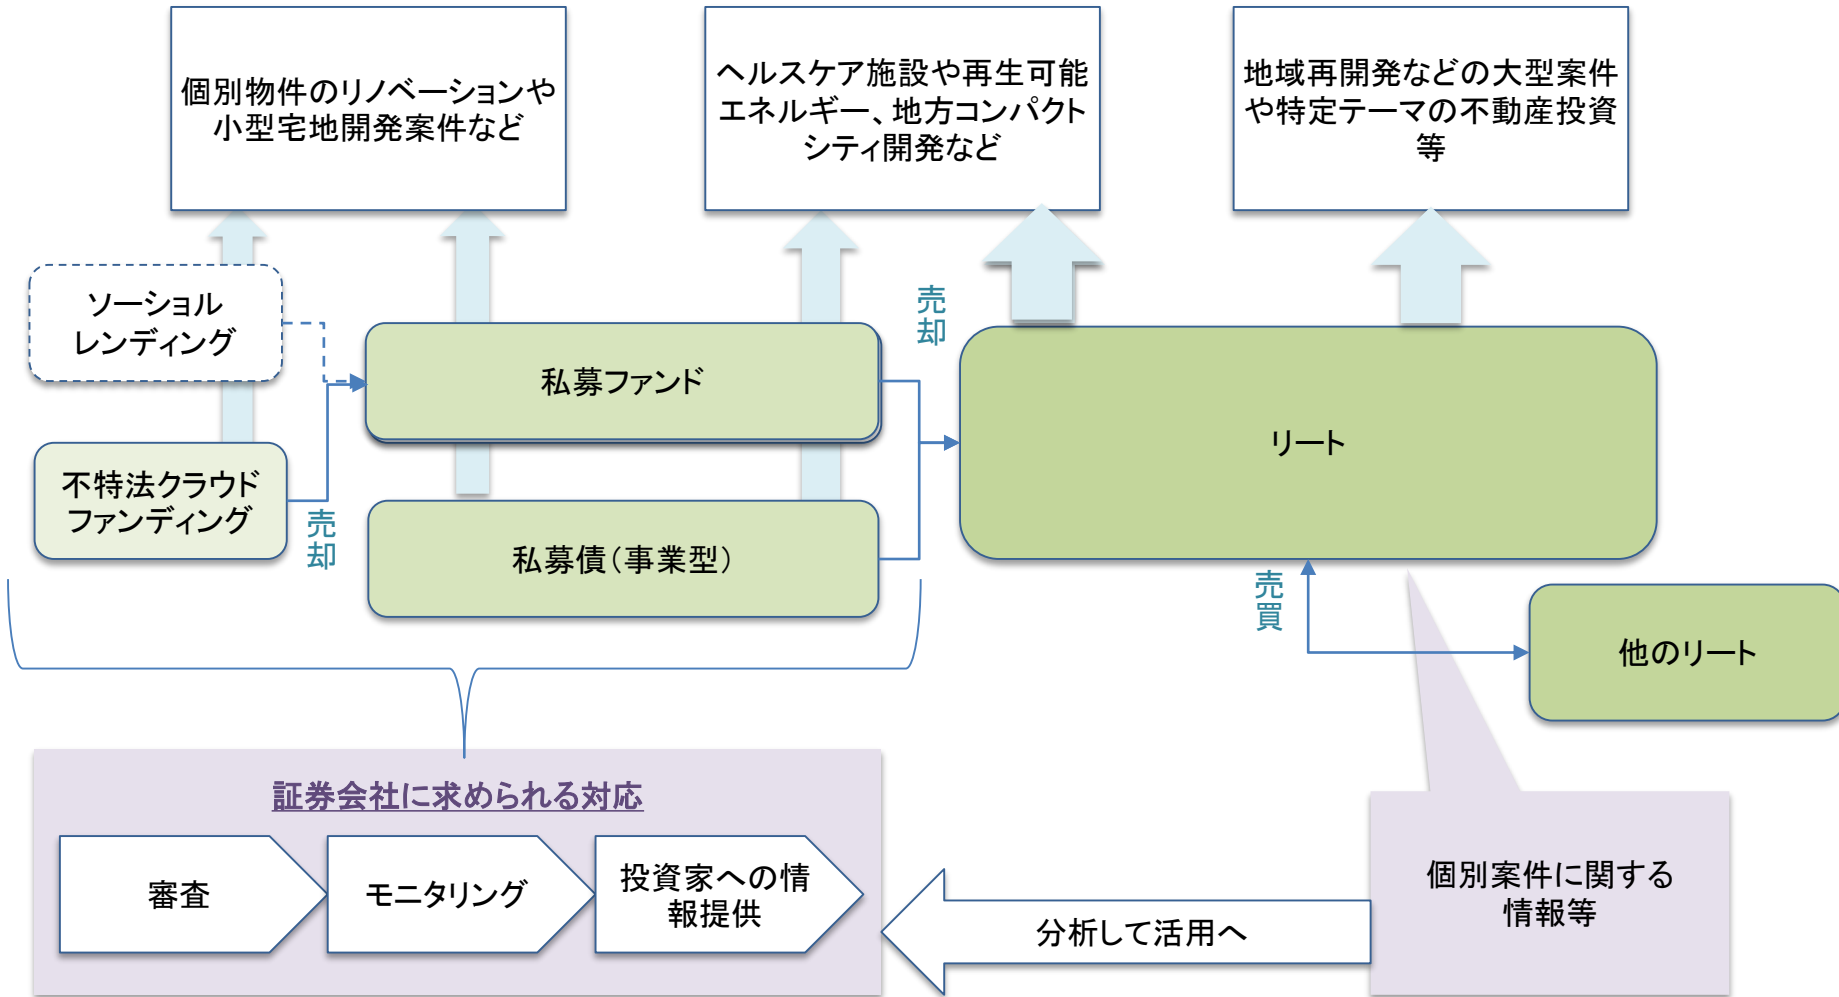 個別物件のリノベーションや
小型宅地開発案件など
ヘルスケア施設や再生可能
エネルギー、地方コンパクト
シティ開発など
地域再開発などの大型案件
や特定テーマの不動産投資
等
ソーショル
レンディング
不特法クラウド
ファンディング
売却
私募ファンド
私募債（事業型）
売却
リート
売買
他のリート
証券会社に求められる対応
審査
モニタリング
投資家への情
報提供
分析して活用へ
個別案件に関する
情報等